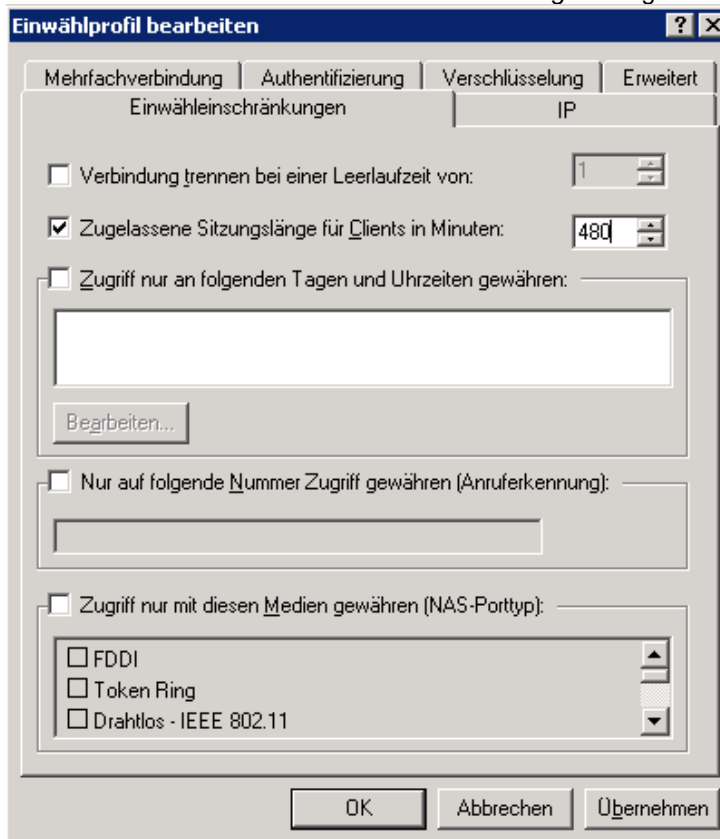 Einwählprofil bearbeiten
Mehrfachverbindung Authentifizierung Verschlüsselung Erweitert
Einwähleinschränkungen IP
Verbindung trennen bei einer Leerlaufzeit von: 1
Zugelassene Sitzungslänge für Clients in Minuten: 480
Zugriff nur an folgenden Tagen und Uhrzeiten gewähren:
Bearbeiten...
Nur auf folgende Nummer Zugriff gewähren (Anruferkennung):
Zugriff nur mit diesen Medien gewähren (NAS-Porttyp):
FDDI
Token Ring
Drahtlos - IEEE 802.11
OK Abbrechen Übernehmen